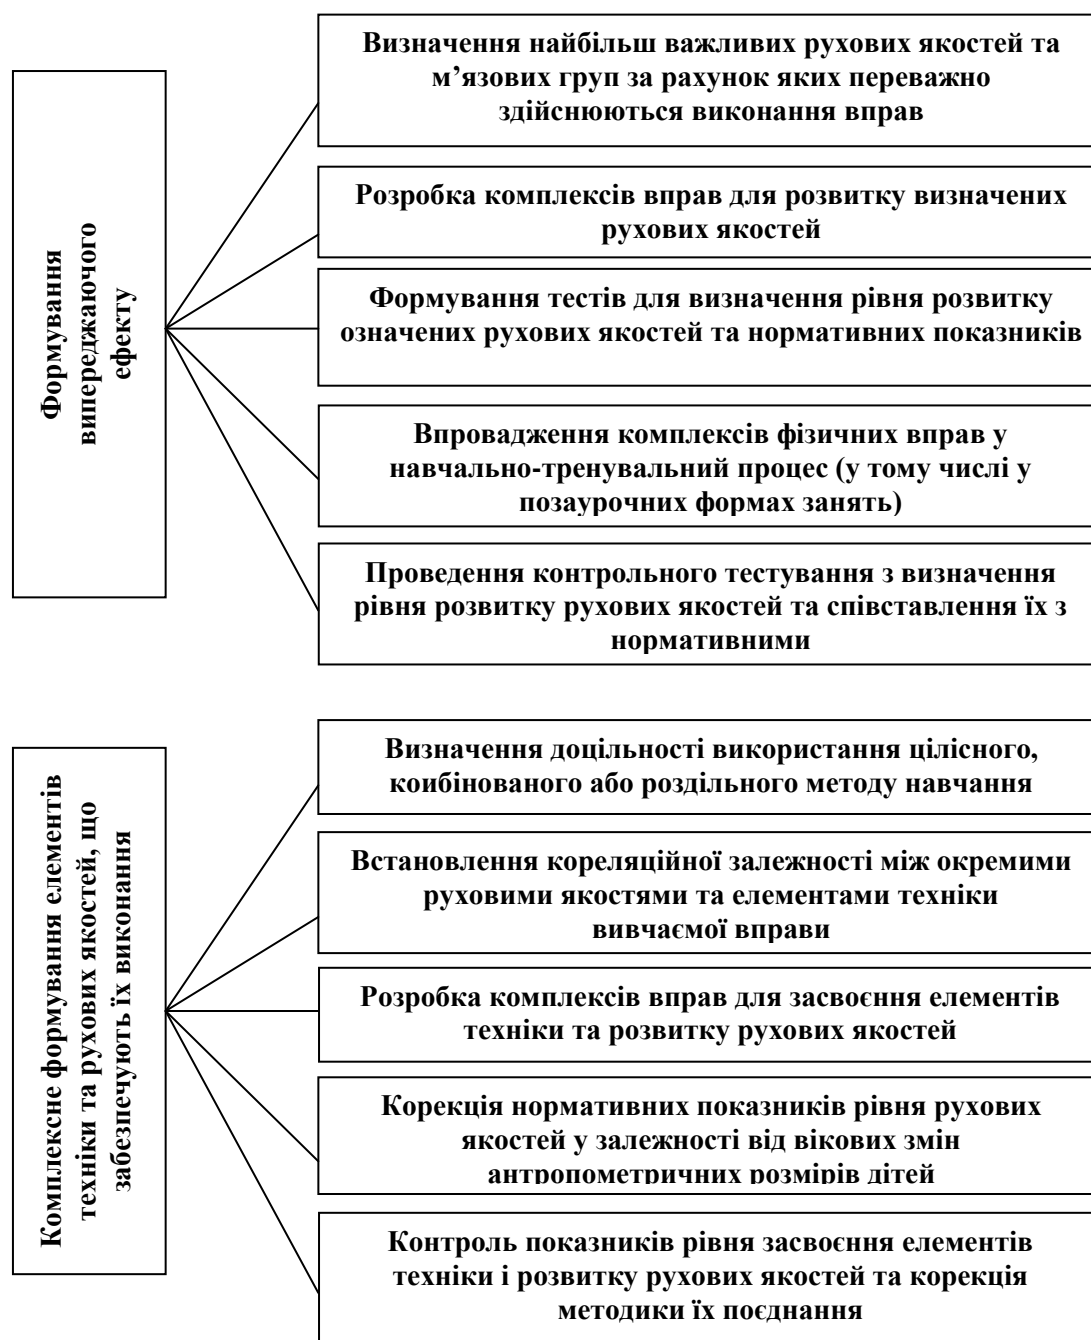 Формування
випереджаючого
ефекту
Визначення найбільш важливих рухових якостей та
м’язових груп за рахунок яких переважно
здійснюються виконання вправ
Розробка комплексів вправ для розвитку визначених
рухових якостей
Формування тестів для визначення рівня розвитку
означених рухових якостей та нормативних показників
Впровадження комплексів фізичних вправ у
навчально-тренувальний процес (у тому числі у
позаурочних формах занять)
Проведення контрольного тестування з визначення
рівня розвитку рухових якостей та співставлення їх з
нормативними
Комплексне формування елементів
техніки та рухових якостей, що
забезпечують їх виконання
Визначення доцільності використання цілісного,
коибінованого або роздільного методу навчання
Встановлення кореляційної залежності між окремими
руховими якостями та елементами техніки
вивчаємої вправи
Розробка комплексів вправ для засвоєння елементів
техніки та розвитку рухових якостей
Корекція нормативних показників рівня рухових
якостей у залежності від вікових змін
антропометричних розмірів дітей
Контроль показників рівня засвоєння елементів
техніки і розвитку рухових якостей та корекція
методики їх поєднання